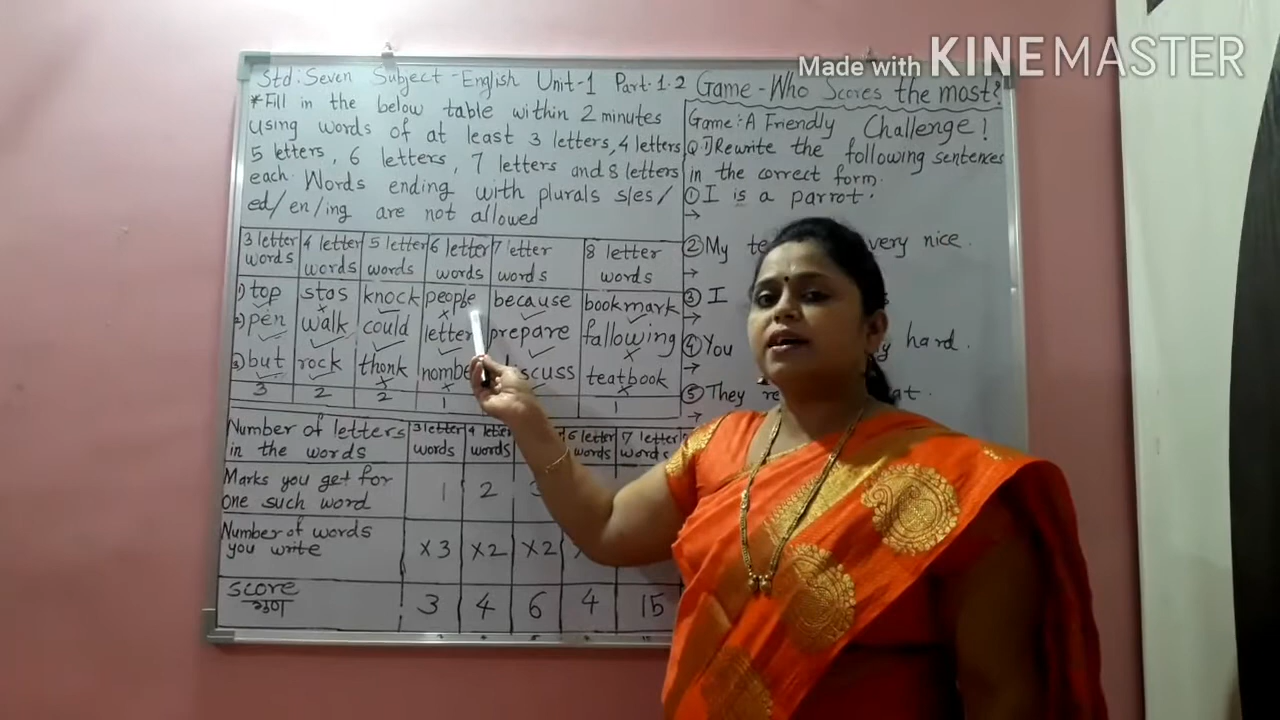 Made with KINEMASTER
Std:Seven Subject-English Unit-1 Part.1.2 Game-Who Scores the most?
*Fill in the below table within 2 minutes
using words of at least 3 letters, 4 letters
5 letters, 6 letters, 7 letters and 8 letters
each. Words ending with plurals s/es/
ed/en/ing are not allowed
Game:-A Friendly Challenge!
Q.1)Rewrite the following sentences
in the correct form.
① I is a parrot.
→
② My very nice.
→
③ I
→
④ You hard.
→
⑤ They
→
3 letter words 4 letter words 5 letter words 6 letter words 7 letter words 8 letter words
1) top stas knock people because bookmark
2) pen walk could letter prepare fallowing
3) but rock thonk teatbook
3 2 2 1 1
Number of letters in the words 3 letter words 4 letter words 6 letter words 7 letter words
Marks you get for one such word 1 2
Number of words you write ×3 ×2 ×2
Score 3 4 6 4 15
गुण